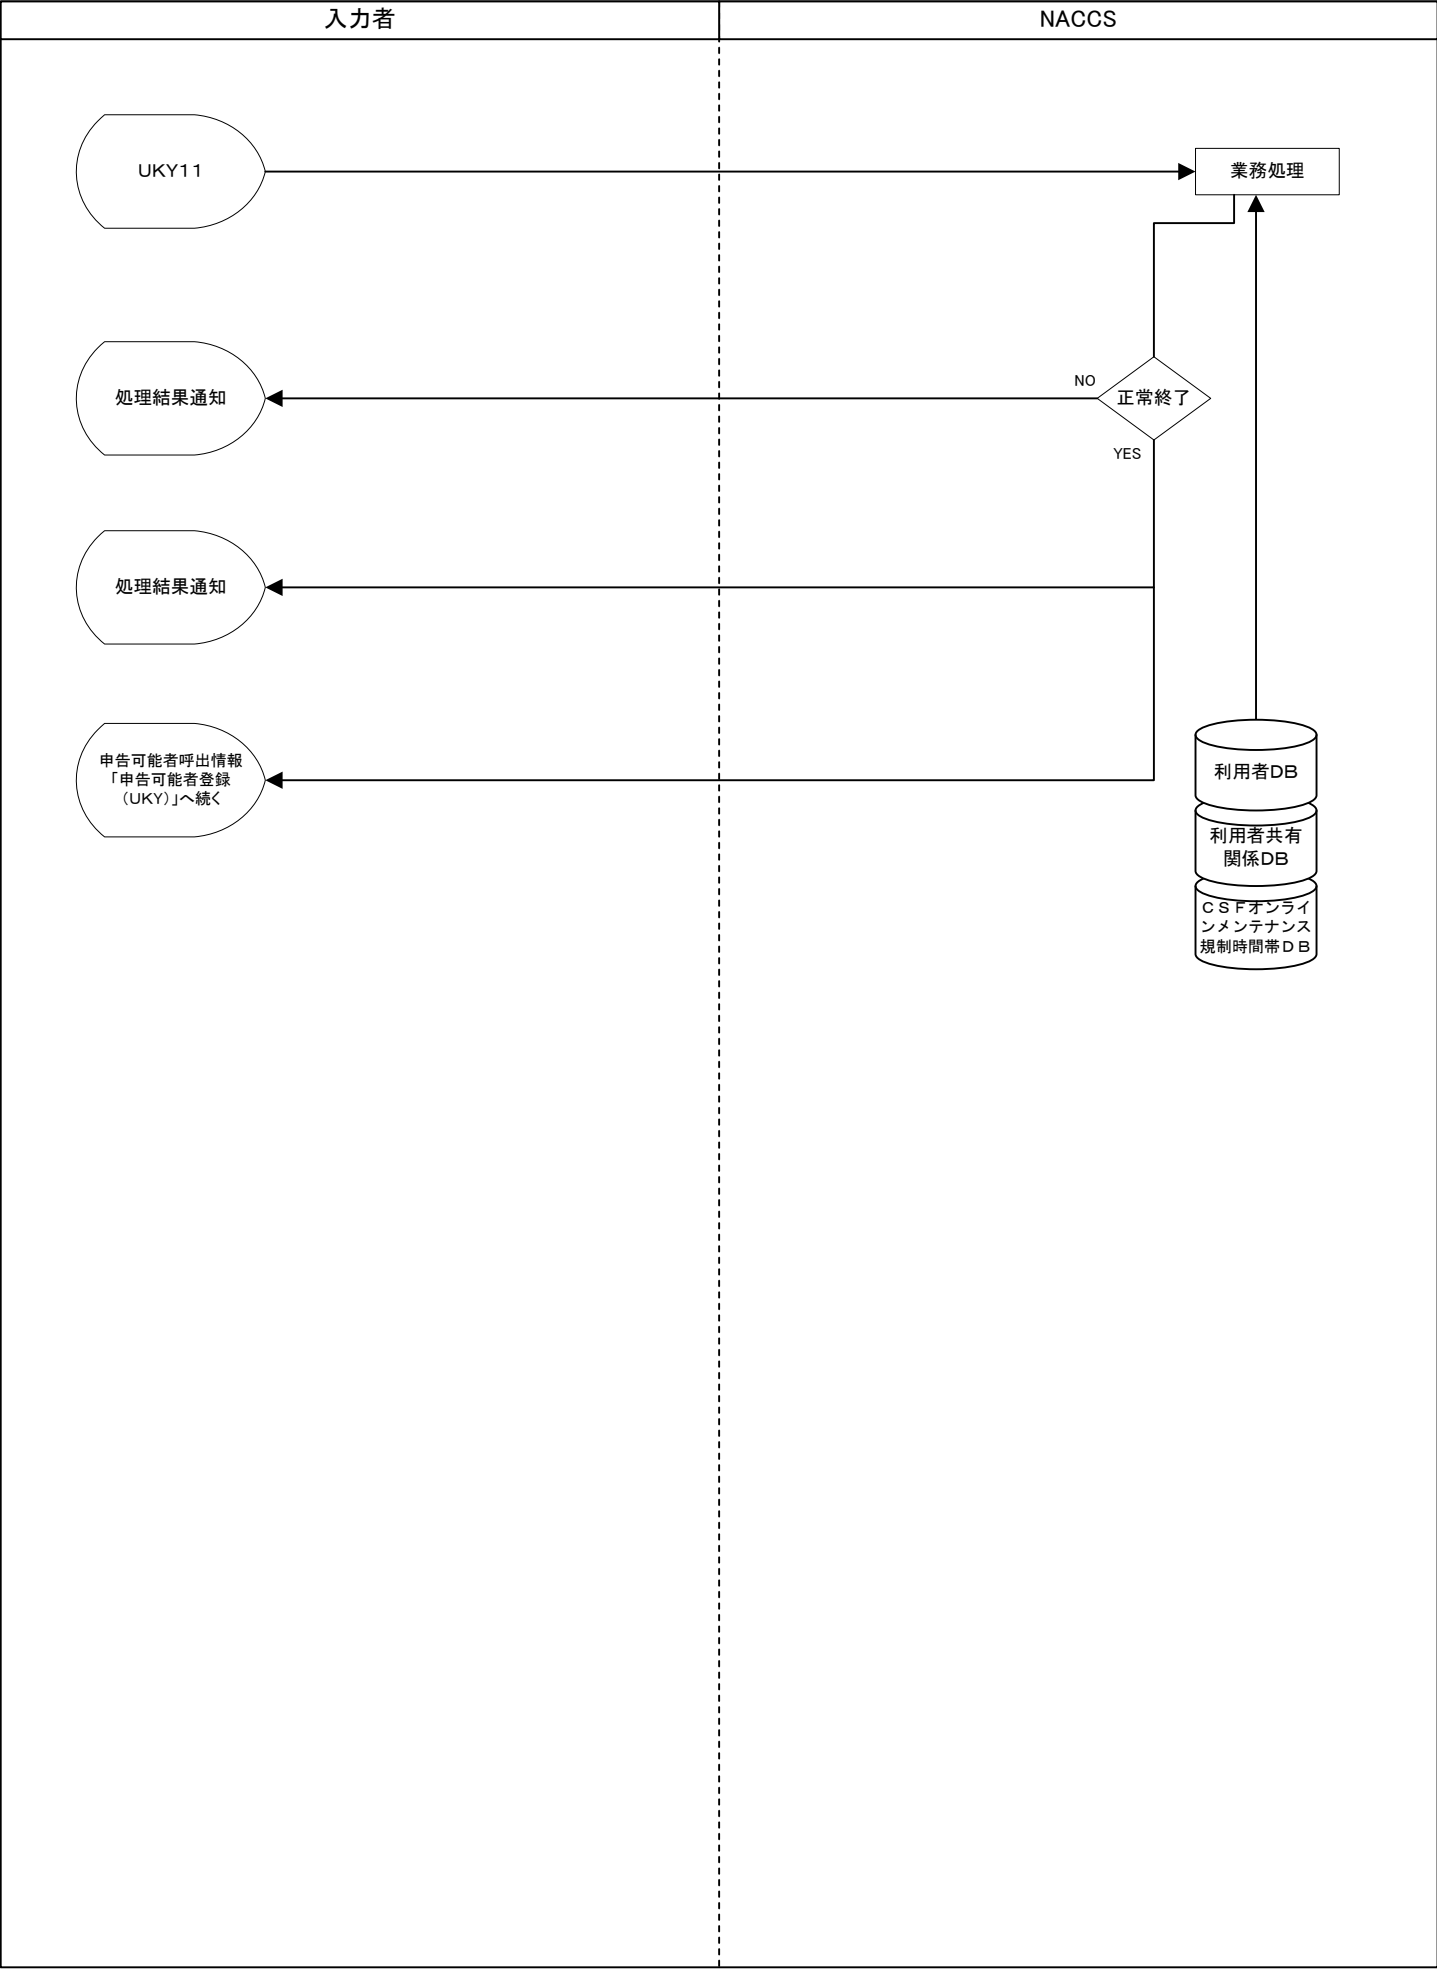 入力者
NACCS
UKY11
業務処理
処理結果通知
NO
正常終了
YES
処理結果通知
申告可能者呼出情報
「申告可能者登録
(UKY)」へ続く
利用者DB
利用者共有
関係DB
CSFオンライ
ンメンテナンス
規制時間帯DB